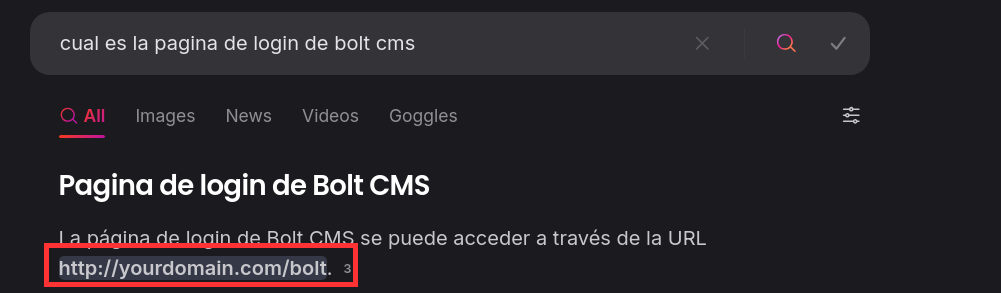 cual es la pagina de login de bolt cms
All Images News Videos Goggles
Pagina de login de Bolt CMS
La página de login de Bolt CMS se puede acceder a través de la URL
http://yourdomain.com/bolt. 3